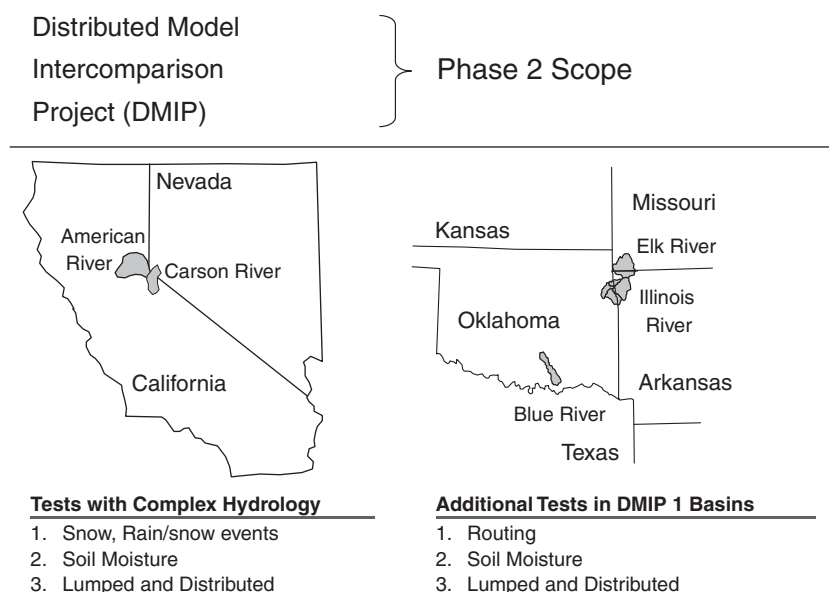 Distributed Model
Intercomparison
Project (DMIP)
Phase 2 Scope
Nevada
American
River
Carson River
California
Missouri
Kansas
Elk River
Illinois
River
Oklahoma
Arkansas
Blue River
Texas
Tests with Complex Hydrology
1. Snow, Rain/snow events
2. Soil Moisture
3. Lumped and Distributed
Additional Tests in DMIP 1 Basins
1. Routing
2. Soil Moisture
3. Lumped and Distributed